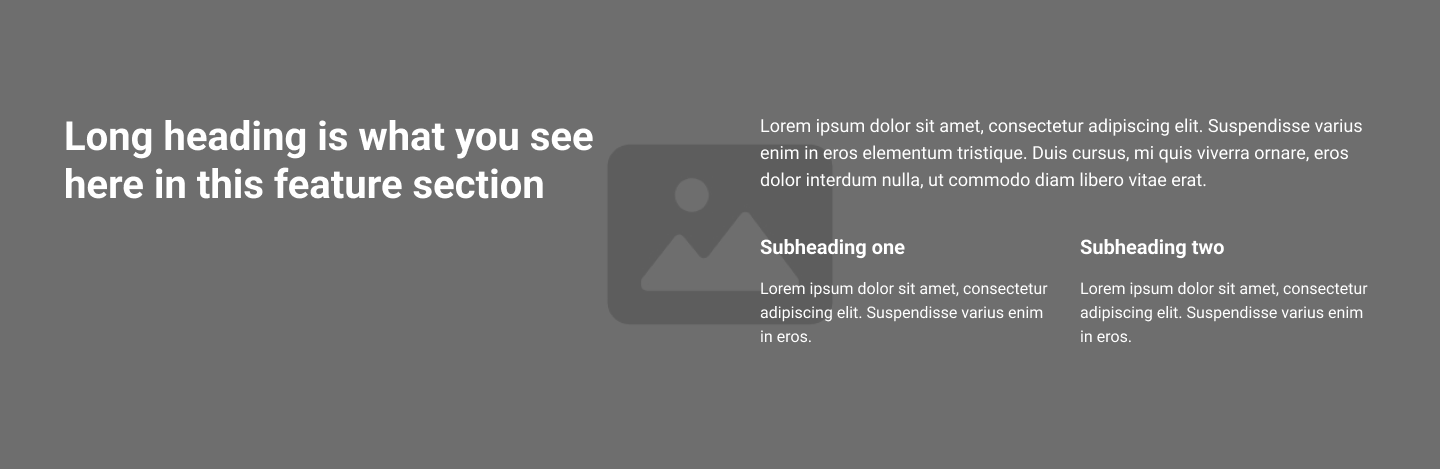 Long heading is what you see
here in this feature section
Lorem ipsum dolor sit amet, consectetur adipiscing elit. Suspendisse varius
enim in eros elementum tristique. Duis cursus, mi quis viverra ornare, eros
dolor interdum nulla, ut commodo diam libero vitae erat.
Subheading one
Lorem ipsum dolor sit amet, consectetur
adipiscing elit. Suspendisse varius enim
in eros.
Subheading two
Lorem ipsum dolor sit amet, consectetur
adipiscing elit. Suspendisse varius enim
in eros.